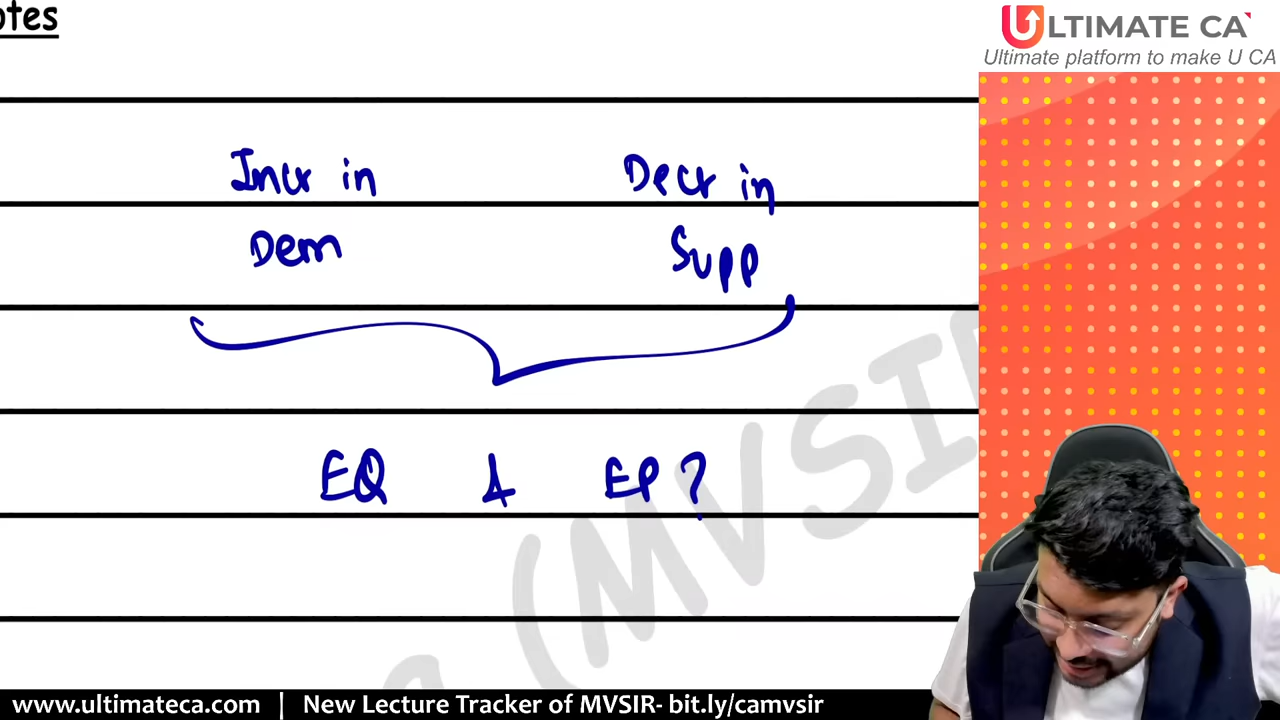 otes
ULTIMATE CA
Ultimate platform to make U CA
Incr in Decr in
Dem Supp
EQ & EP?
(MVSIR
www.ultimateca.com | New Lecture Tracker of MVSIR- bit.ly/camvsir